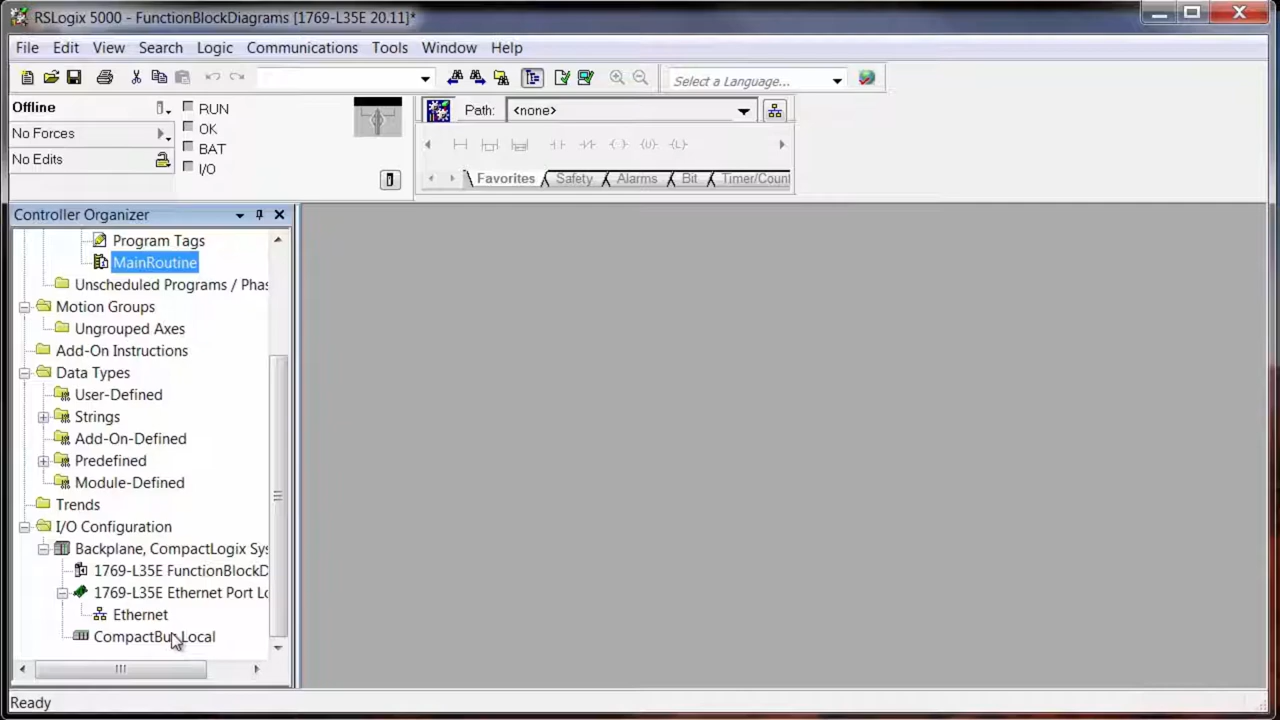 RSLogix 5000 - FunctionBlockDiagrams [1769-L35E 20.11]*
File Edit View Search Logic Communications Tools Window Help
Select a Language...
Offline
RUN
No Forces
OK
No Edits
BAT
I/O
Path: <none>
Favorites Safety Alarms Bit Timer/Count
Controller Organizer
Program Tags
MainRoutine
Unscheduled Programs / Phas
Motion Groups
Ungrouped Axes
Add-On Instructions
Data Types
User-Defined
Strings
Add-On-Defined
Predefined
Module-Defined
Trends
I/O Configuration
Backplane, CompactLogix Sys
1769-L35E FunctionBlockD
1769-L35E Ethernet Port Lo
Ethernet
CompactBus Local
Ready